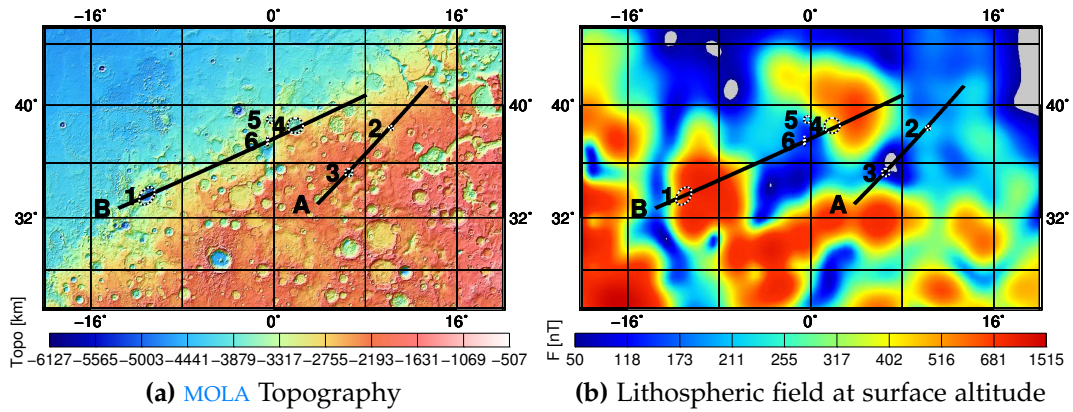 −16˚ 0˚ 16˚ −16˚ 0˚ 16˚
40˚ 40˚ 40˚
32˚ 32˚ 32˚
1 2 3 4 5 6 A B
1 2 3 4 5 6 A B
−16˚ 0˚ 16˚ −16˚ 0˚ 16˚
Topo [km]
−6127 −5565 −5003 −4441 −3879 −3317 −2755 −2193 −1631 −1069 −507
F [nT]
50 118 173 211 255 317 402 516 681 1515
(a) MOLA Topography
(b) Lithospheric field at surface altitude